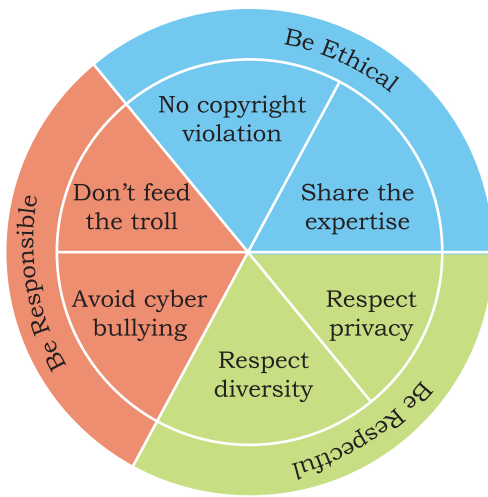 Be Ethical
No copyright
violation
Share the
expertise
Be Responsible
Don’t feed
the troll
Avoid cyber
bullying
Respect
privacy
Respect
diversity
Be Respectful